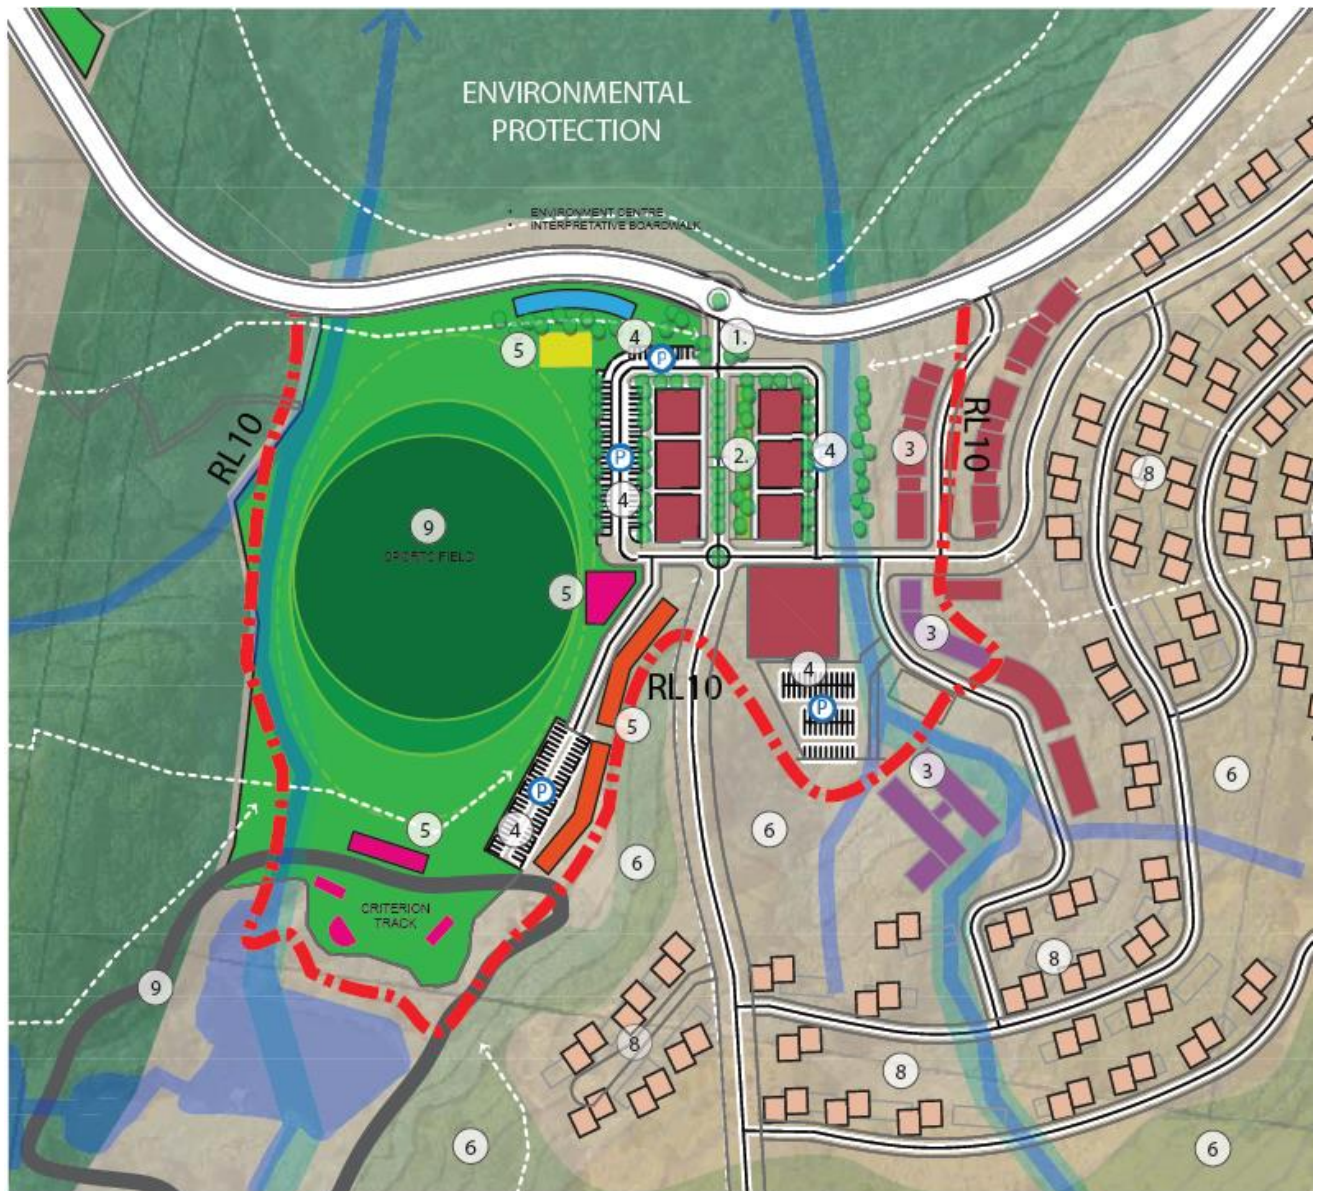 ENVIRONMENTAL
PROTECTION
• ENVIRONMENT CENTRE
• INTERPRETATIVE BOARDWALK
1.
4
5
P
RL10
RL10
3
P
2.
4
8
4
9
SPORTS FIELD
5
3
RL10
4
P
5
3
6
P
4
5
6
6
CRITERION
TRACK
9
8
8
8
6
6